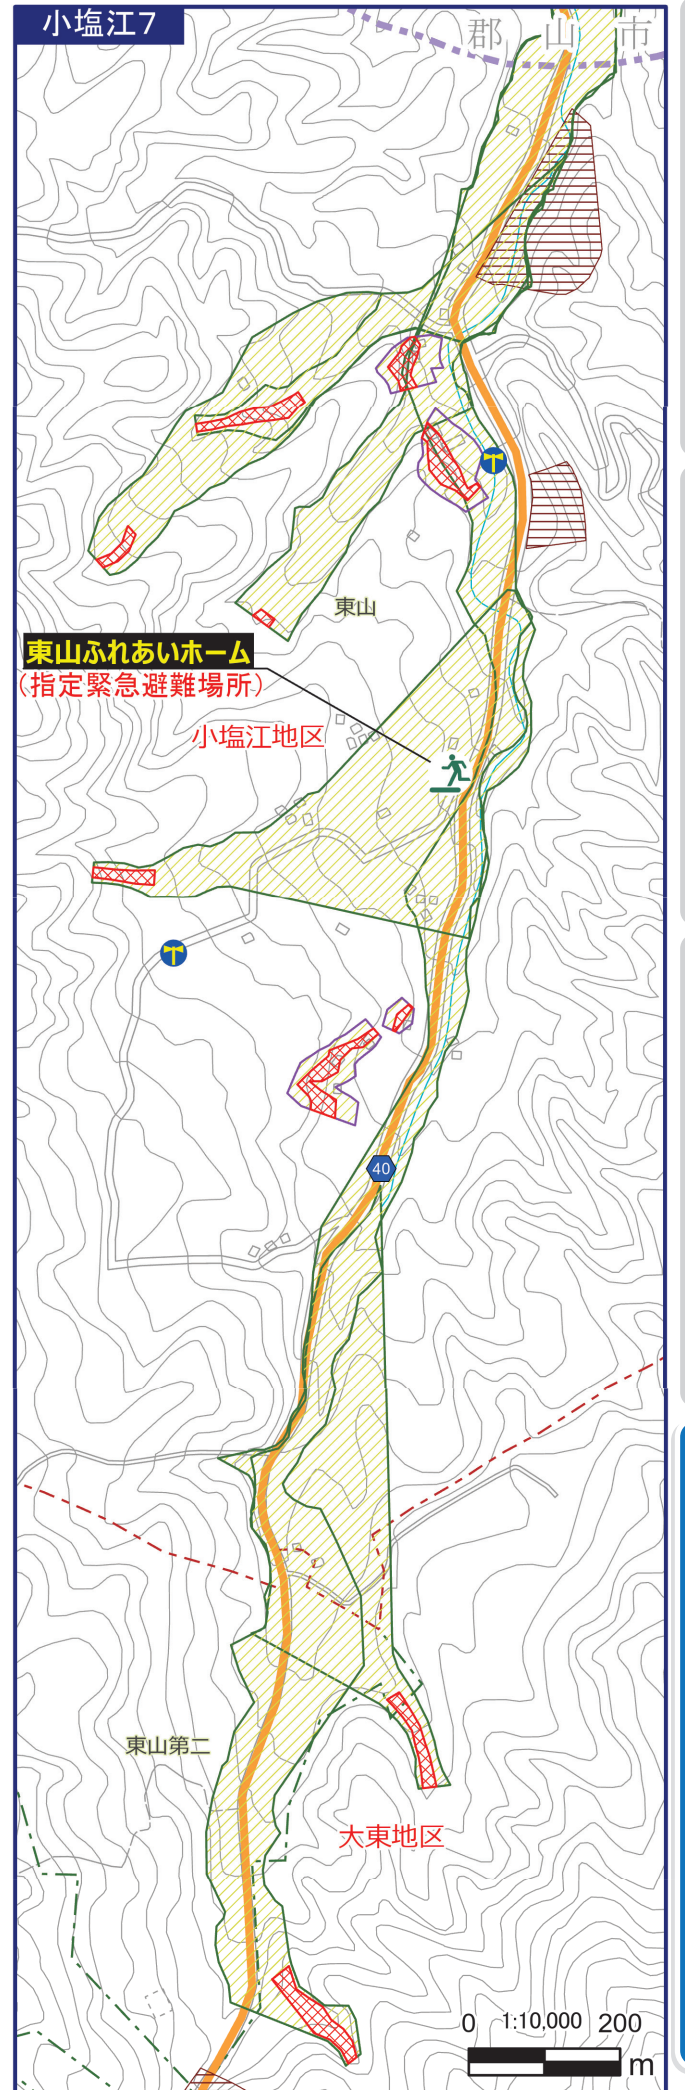 小塩江7
郡山市
東山
東山ふれあいホーム
(指定緊急避難場所)
小塩江地区
40
東山第二
大東地区
0 1:10,000 200
m